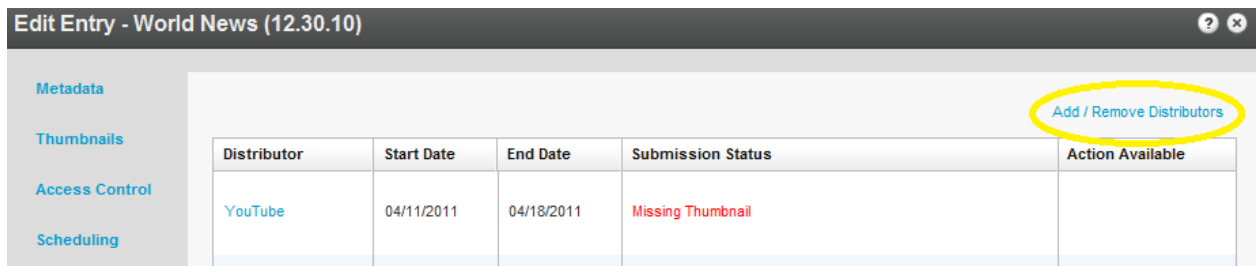 Edit Entry - World News (12.30.10)
Metadata
Thumbnails
Access Control
Scheduling
Add / Remove Distributors
Distributor Start Date End Date Submission Status Action Available
YouTube 04/11/2011 04/18/2011 Missing Thumbnail